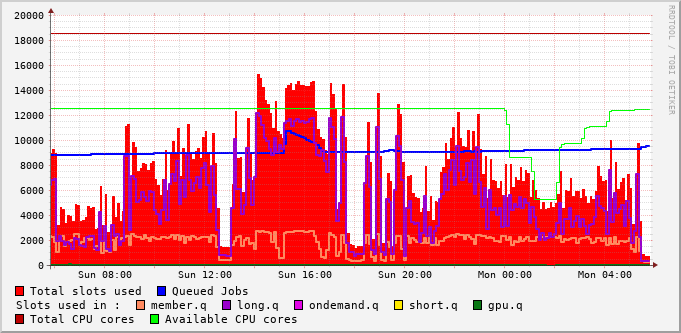 20000
18000
16000
14000
12000
10000
8000
6000
4000
2000
0
Sun 08:00 Sun 12:00 Sun 16:00 Sun 20:00 Mon 00:00 Mon 04:00
RRDTOOL / TOBI OETIKER
Total slots used Queued Jobs
Slots used in : member.q long.q ondemand.q short.q gpu.q
Total CPU cores Available CPU cores